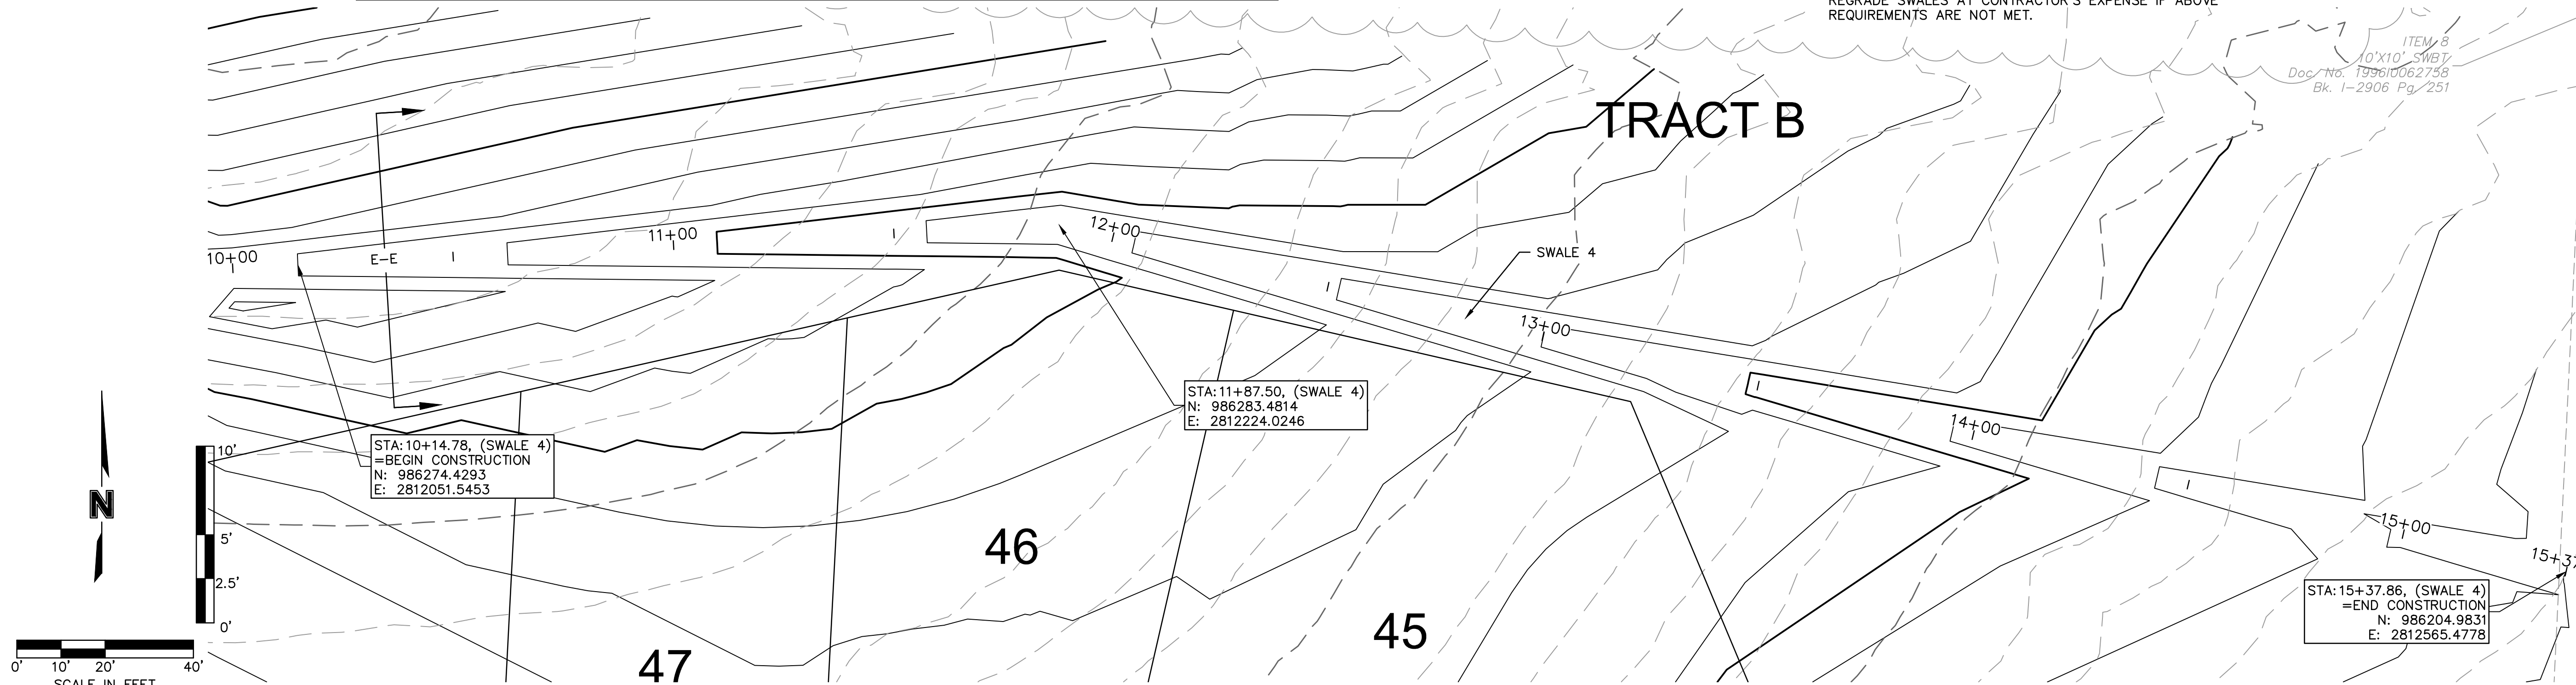 REGRADE SWALES AT CONTRACTOR'S EXPENSE IF ABOVE
REQUIREMENTS ARE NOT MET.
ITEM 8
10'X10' SWBT
Doc. No. 199610062758
Bk. I-2906 Pg. 251
TRACT B
10+00
E-E
11+00
12+00
SWALE 4
13+00
14+00
15+00
STA:11+87.50, (SWALE 4)
N: 986283.4814
E: 2812224.0246
STA:10+14.78, (SWALE 4)
=BEGIN CONSTRUCTION
N: 986274.4293
E: 2812051.5453
STA:15+37.86, (SWALE 4)
=END CONSTRUCTION
N: 986204.9831
E: 2812565.4778
46
45
47
N
10'
5'
2.5'
0'
0' 10' 20' 40'
SCALE IN FEET